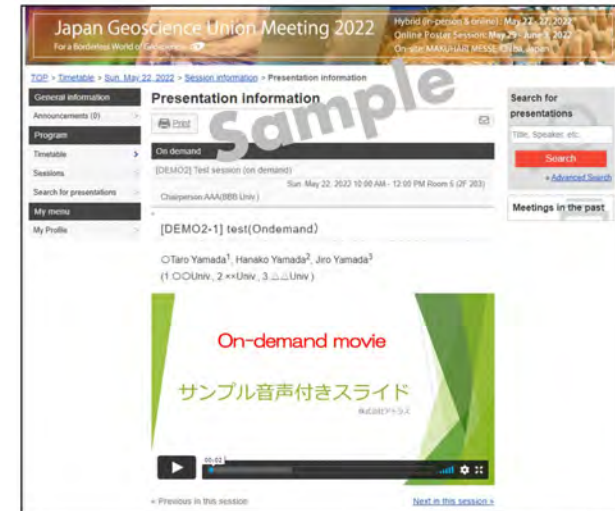 Japan Geoscience Union Meeting 2022
For a Borderless World of Geoscience
Hybrid (in-person & online) : May 22 - 27, 2022
Online Poster Session: May 29 - June 3, 2022
On-site MAKUHARI MESSE, Chiba, Japan
TOP > Timetable > Sun. May 22, 2022 > Session information > Presentation information
General information
Announcements (0)
Program
Timetable
Sessions
Search for presentations
My menu
My Profile
Presentation information
Print
Sample
On demand
[DEMO2] Test session (on demand)
Sun. May 22, 2022 10:00 AM - 12:00 PM Room 5 (2F 203)
Chairperson:AAA(BBB Univ.)
[DEMO2-1] test(Ondemand)
○Taro Yamada1, Hanako Yamada2, Jiro Yamada3
(1.○○Univ., 2.××Univ., 3.△△Univ.)
On-demand movie
サンプル音声付きスライド
株式会社アトラス
00:02
« Previous in this session
Next in this session »
Search for
presentations
Title, Speaker, etc.
Search
» Advanced Search
Meetings in the past